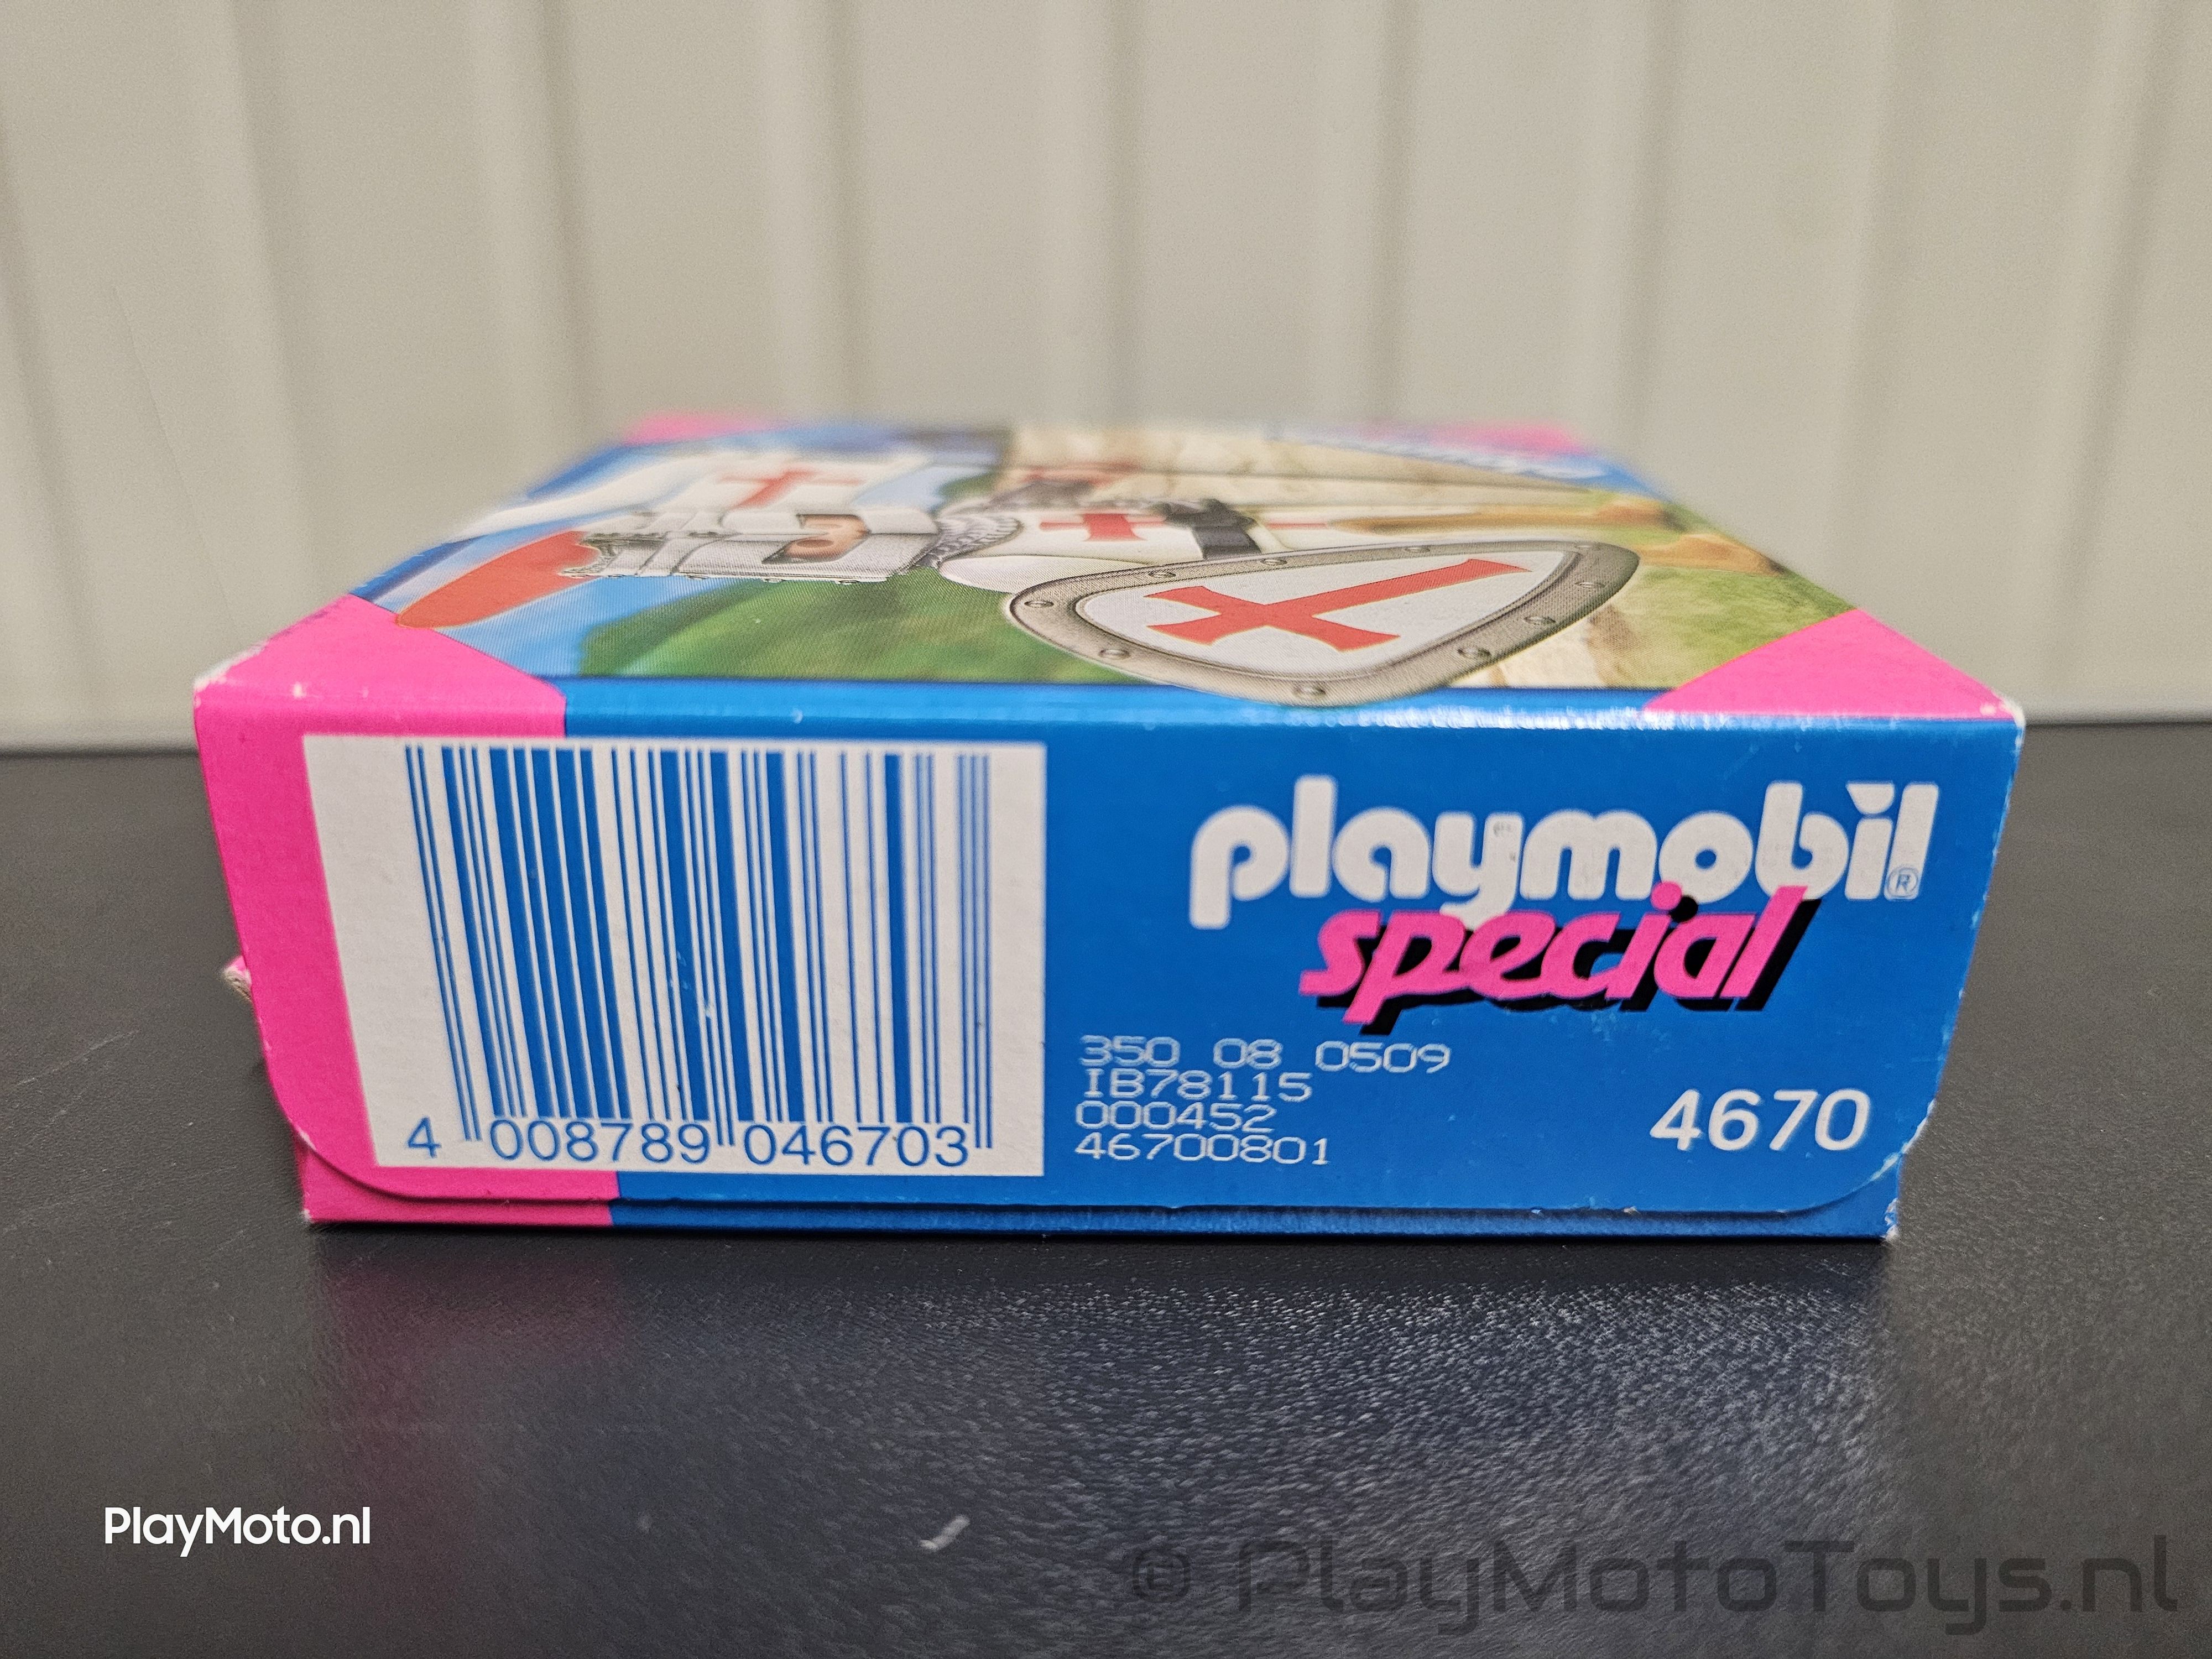 playmobil®
special
350 08 0509
IB78115
000452
46700801
4670
4 008789 046703
PlayMoto.nl
© PlayMotoToys.nl